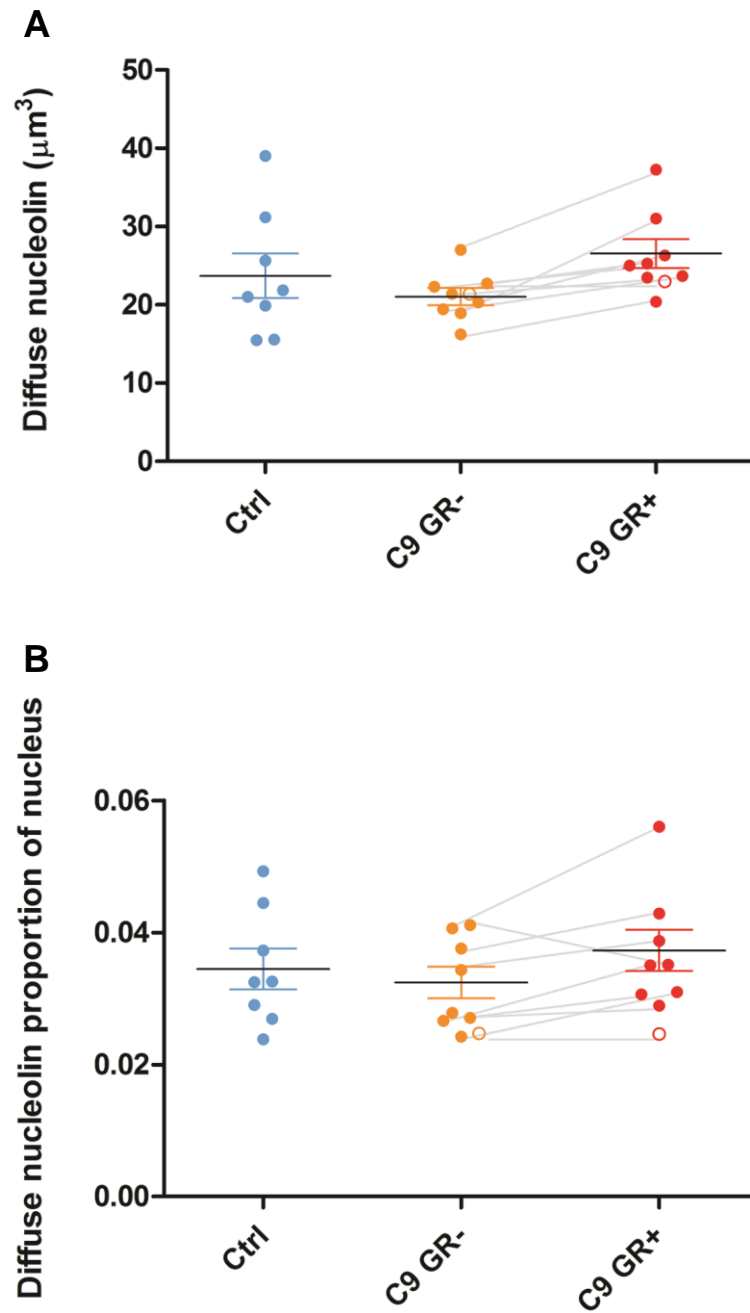 A
Diffuse nucleolin (μm³)
50
40
30
20
10
0
Ctrl
C9 GR-
C9 GR+
B
Diffuse nucleolin proportion of nucleus
0.06
0.04
0.02
0.00
Ctrl
C9 GR-
C9 GR+